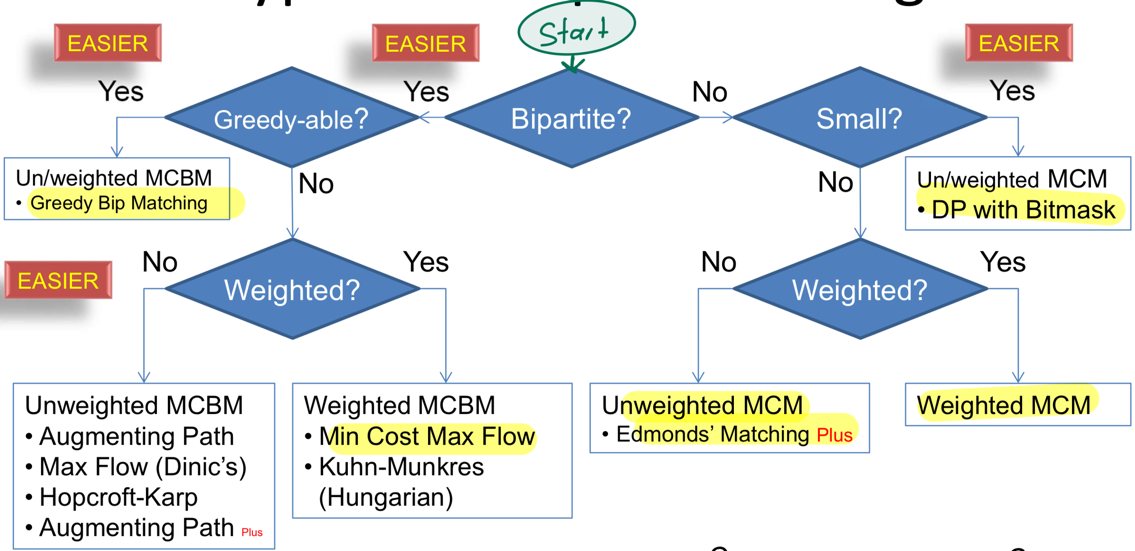 Start
EASIER
EASIER
EASIER
Yes
Greedy-able?
Yes
Bipartite?
No
Small?
Yes
Un/weighted MCBM
• Greedy Bip Matching
No
No
Un/weighted MCM
• DP with Bitmask
EASIER
No
Weighted?
Yes
No
Weighted?
Yes
Unweighted MCBM
• Augmenting Path
• Max Flow (Dinic's)
• Hopcroft-Karp
• Augmenting Path Plus
Weighted MCBM
• Min Cost Max Flow
• Kuhn-Munkres
(Hungarian)
Unweighted MCM
• Edmonds' Matching Plus
Weighted MCM